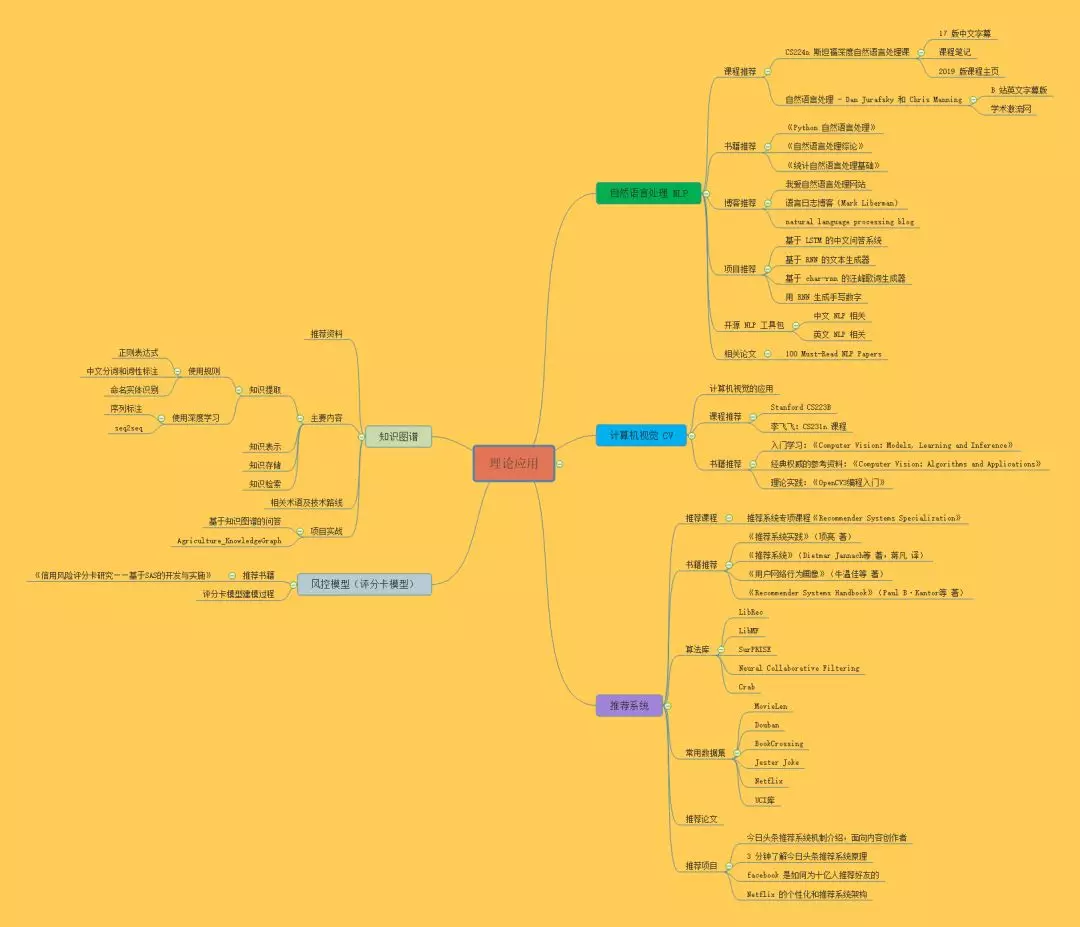 理论应用
自然语言处理 NLP
课程推荐
CS224n 斯坦福深度自然语言处理课
17 版中文字幕
课程笔记
2019 版课程主页
自然语言处理 - Dan Jurafsky 和 Chris Manning
B 站英文字幕版
学术激流网
书籍推荐
《Python 自然语言处理》
《自然语言处理综论》
《统计自然语言处理基础》
博客推荐
我爱自然语言处理网站
语言日志博客（Mark Liberman）
natural language processing blog
项目推荐
基于 LSTM 的中文问答系统
基于 RNN 的文本生成器
基于 char-rnn 的汪峰歌词生成器
用 RNN 生成手写数字
开源 NLP 工具包
中文 NLP 相关
英文 NLP 相关
相关论文
100 Must-Read NLP Papers
计算机视觉 CV
计算机视觉的应用
课程推荐
Stanford CS223B
李飞飞：CS231n 课程
书籍推荐
入门学习：《Computer Vision：Models, Learning and Inference》
经典权威的参考资料：《Computer Vision：Algorithms and Applications》
理论实践：《OpenCV3编程入门》
推荐系统
推荐课程
推荐系统专项课程《Recommender Systems Specialization》
书籍推荐
《推荐系统实践》（项亮 著）
《推荐系统》（Dietmar Jannach等 著，蒋凡 译）
《用户网络行为画像》（牛温佳等 著）
《Recommender Systems Handbook》（Paul B·Kantor等 著）
算法库
LibRec
LibMF
SurPRISE
Neural Collaborative Filtering
Crab
常用数据集
MovieLen
Douban
BookCrossing
Jester Joke
Netflix
UCI库
推荐论文
推荐项目
今日头条推荐系统机制介绍，面向内容创作者
3 分钟了解今日头条推荐系统原理
facebook 是如何为十亿人推荐好友的
Netflix 的个性化和推荐系统架构
知识图谱
推荐资料
主要内容
知识提取
使用规则
正则表达式
中文分词和词性标注
命名实体识别
使用深度学习
序列标注
seq2seq
知识表示
知识存储
知识检索
相关术语及技术路线
项目实战
基于知识图谱的问答
Agriculture_KnowledgeGraph
风控模型（评分卡模型）
推荐书籍
《信用风险评分卡研究——基于SAS的开发与实施》
评分卡模型建模过程